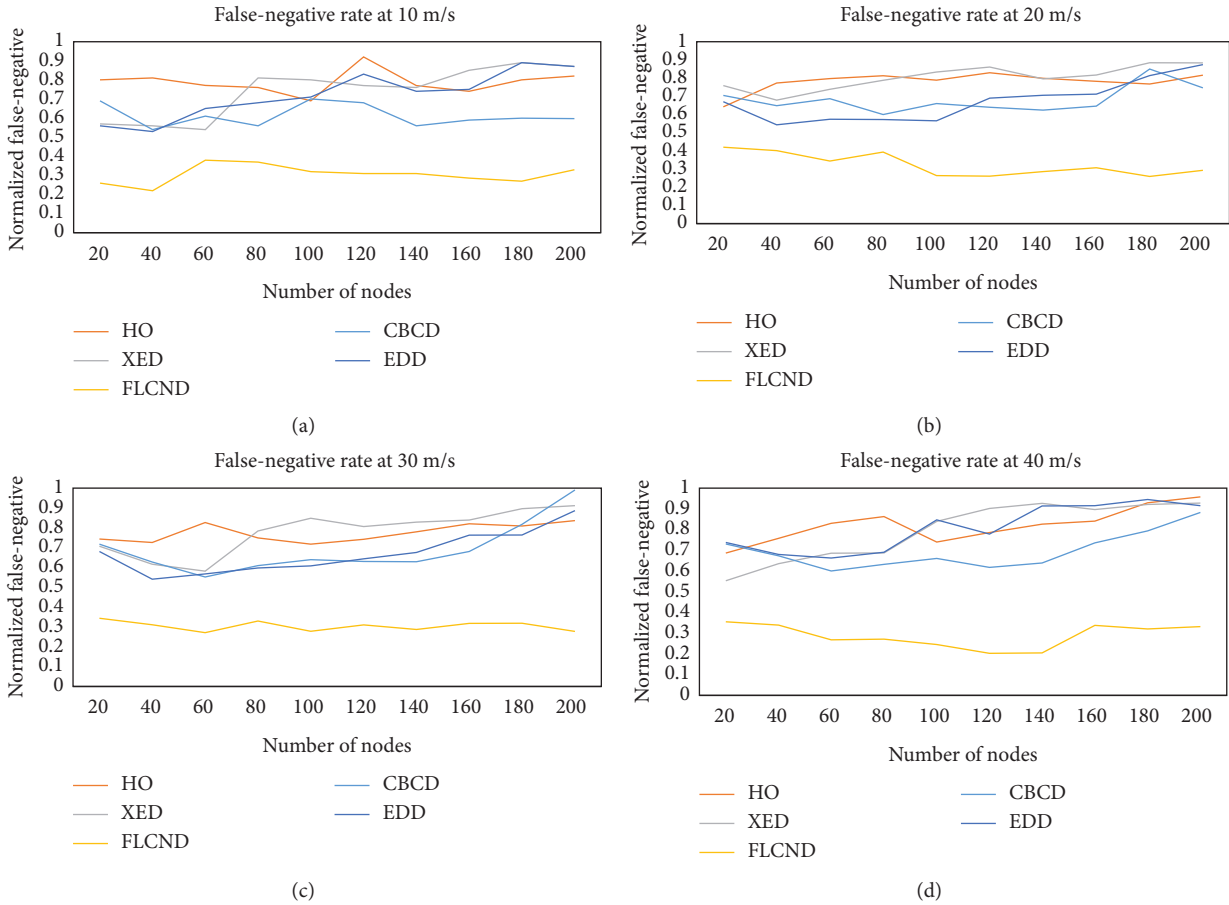 False-negative rate at 10 m/s
Normalized false-negative
1
0.9
0.8
0.7
0.6
0.5
0.4
0.3
0.2
0.1
0
20 40 60 80 100 120 140 160 180 200
Number of nodes
HO
XED
FLCND
CBCD
EDD
(a)
False-negative rate at 20 m/s
Normalized false-negative
1
0.9
0.8
0.7
0.6
0.5
0.4
0.3
0.2
0.1
0
20 40 60 80 100 120 140 160 180 200
Number of nodes
HO
XED
FLCND
CBCD
EDD
(b)
False-negative rate at 30 m/s
Normalized false-negative
1
0.9
0.8
0.7
0.6
0.5
0.4
0.3
0.2
0.1
0
20 40 60 80 100 120 140 160 180 200
Number of nodes
HO
XED
FLCND
CBCD
EDD
(c)
False-negative rate at 40 m/s
Normalized false-negative
1
0.9
0.8
0.7
0.6
0.5
0.4
0.3
0.2
0.1
0
20 40 60 80 100 120 140 160 180 200
Number of nodes
HO
XED
FLCND
CBCD
EDD
(d)